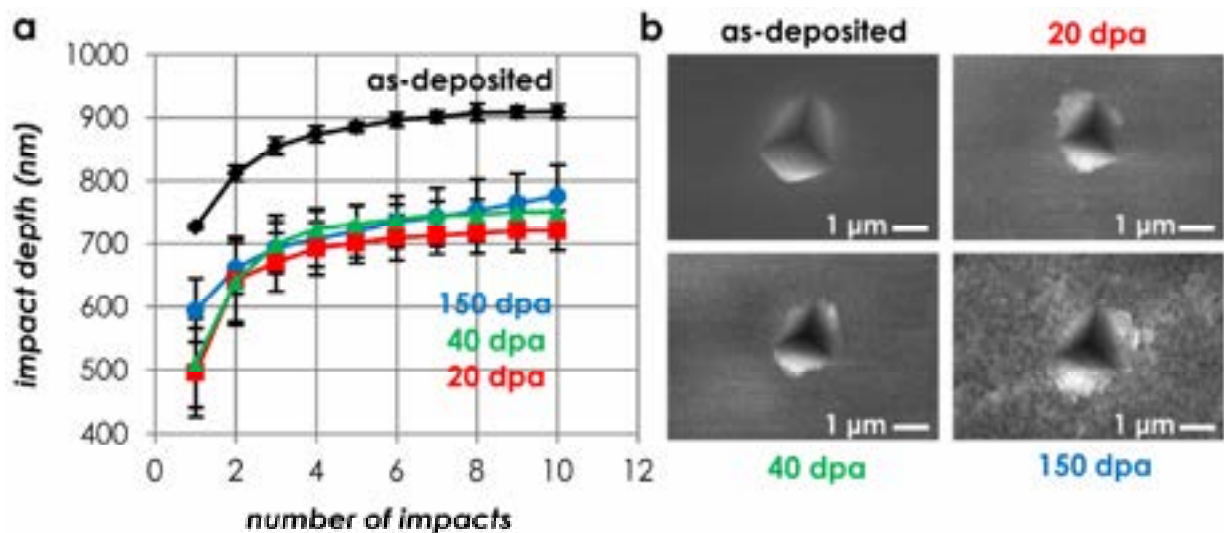 a
1000
900
800
700
600
500
400
0 2 4 6 8 10 12
impact depth (nm)
number of impacts
as-deposited
150 dpa
40 dpa
20 dpa
b
as-deposited
20 dpa
1 μm
1 μm
1 μm
1 μm
40 dpa
150 dpa